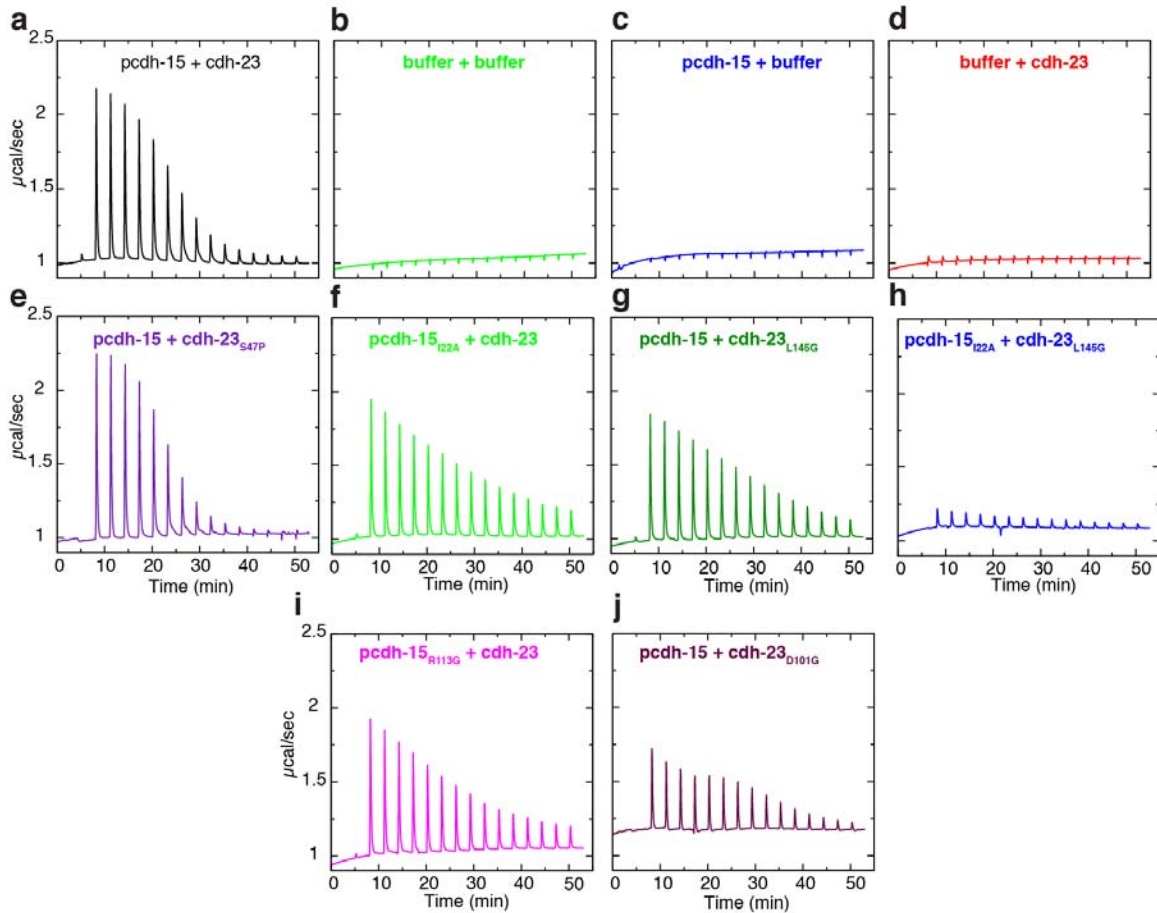 a
b
c
d
2.5
2
1.5
1
µcal/sec
pcdh-15 + cdh-23
buffer + buffer
pcdh-15 + buffer
buffer + cdh-23
e
f
g
h
2.5
2
1.5
1
µcal/sec
pcdh-15 + cdh-23S47P
pcdh-15I22A + cdh-23
pcdh-15 + cdh-23L145G
pcdh-15I22A + cdh-23L145G
0 10 20 30 40 50
0 10 20 30 40 50
0 10 20 30 40 50
0 10 20 30 40 50
Time (min)
Time (min)
Time (min)
Time (min)
i
j
2.5
2
1.5
1
µcal/sec
pcdh-15R113G + cdh-23
pcdh-15 + cdh-23D101G
0 10 20 30 40 50
0 10 20 30 40 50
Time (min)
Time (min)